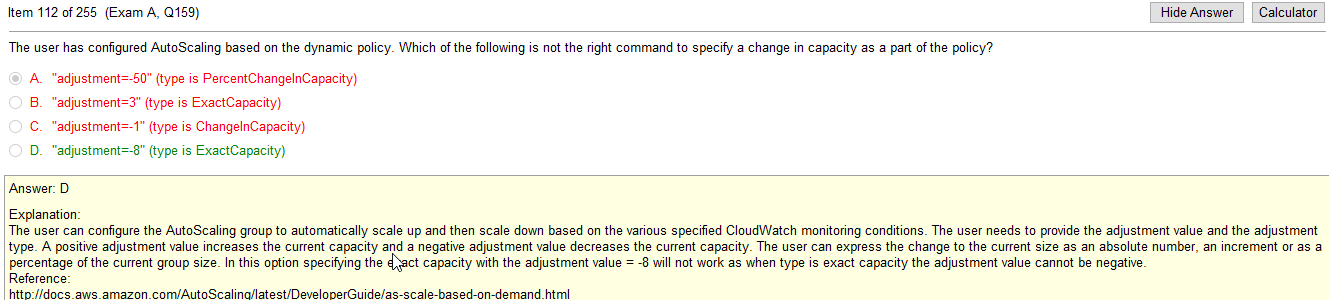 Item 112 of 255 (Exam A, Q159)
Hide Answer
Calculator
The user has configured AutoScaling based on the dynamic policy. Which of the following is not the right command to specify a change in capacity as a part of the policy?
A. "adjustment=-50" (type is PercentChangeInCapacity)
B. "adjustment=3" (type is ExactCapacity)
C. "adjustment=-1" (type is ChangeInCapacity)
D. "adjustment=-8" (type is ExactCapacity)
Answer: D
Explanation:
The user can configure the AutoScaling group to automatically scale up and then scale down based on the various specified CloudWatch monitoring conditions. The user needs to provide the adjustment value and the adjustment
type. A positive adjustment value increases the current capacity and a negative adjustment value decreases the current capacity. The user can express the change to the current size as an absolute number, an increment or as a
percentage of the current group size. In this option specifying the exact capacity with the adjustment value = -8 will not work as when type is exact capacity the adjustment value cannot be negative.
Reference:
http://docs.aws.amazon.com/AutoScaling/latest/DeveloperGuide/as-scale-based-on-demand.html